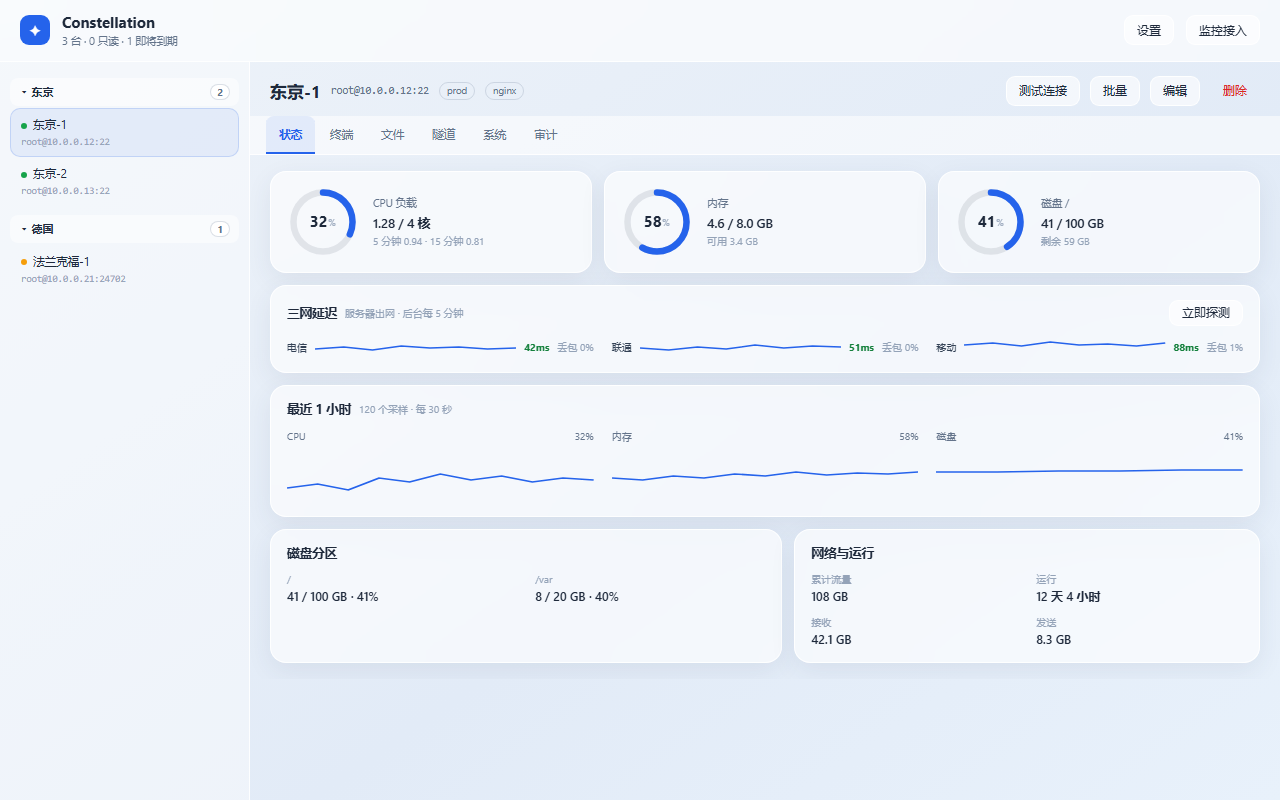 Constellation
3 台 · 0 只读 · 1 即将到期
设置
监控接入
东京
2
东京-1
root@10.0.0.12:22
东京-2
root@10.0.0.13:22
德国
1
法兰克福-1
root@10.0.0.21:24702
东京-1 root@10.0.0.12:22 prod nginx
测试连接
批量
编辑
删除
状态 终端 文件 隧道 系统 审计
32%
CPU 负载
1.28 / 4 核
5 分钟 0.94 · 15 分钟 0.81
58%
内存
4.6 / 8.0 GB
可用 3.4 GB
41%
磁盘 /
41 / 100 GB
剩余 59 GB
三网延迟 服务器出网 · 后台每 5 分钟
立即探测
电信 42ms 丢包 0%
联通 51ms 丢包 0%
移动 88ms 丢包 1%
最近 1 小时 120 个采样 · 每 30 秒
CPU 32%
内存 58%
磁盘 41%
磁盘分区
/
41 / 100 GB · 41%
/var
8 / 20 GB · 40%
网络与运行
累计流量
108 GB
运行
12 天 4 小时
接收
42.1 GB
发送
8.3 GB